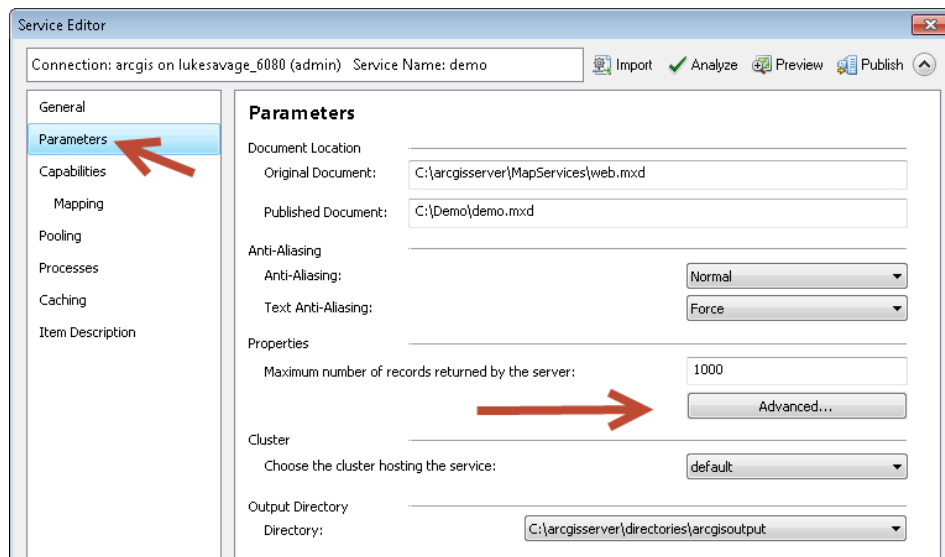 Service Editor
Connection: arcgis on lukesavage_6080 (admin)   Service Name: demo
Import
Analyze
Preview
Publish
General
Parameters
Capabilities
Mapping
Pooling
Processes
Caching
Item Description
Parameters
Document Location
Original Document:
C:\arcgisserver\MapServices\web.mxd
Published Document:
C:\Demo\demo.mxd
Anti-Aliasing
Anti-Aliasing:
Normal
Text Anti-Aliasing:
Force
Properties
Maximum number of records returned by the server:
1000
Advanced...
Cluster
Choose the cluster hosting the service:
default
Output Directory
Directory:
C:\arcgisserver\directories\arcgisoutput